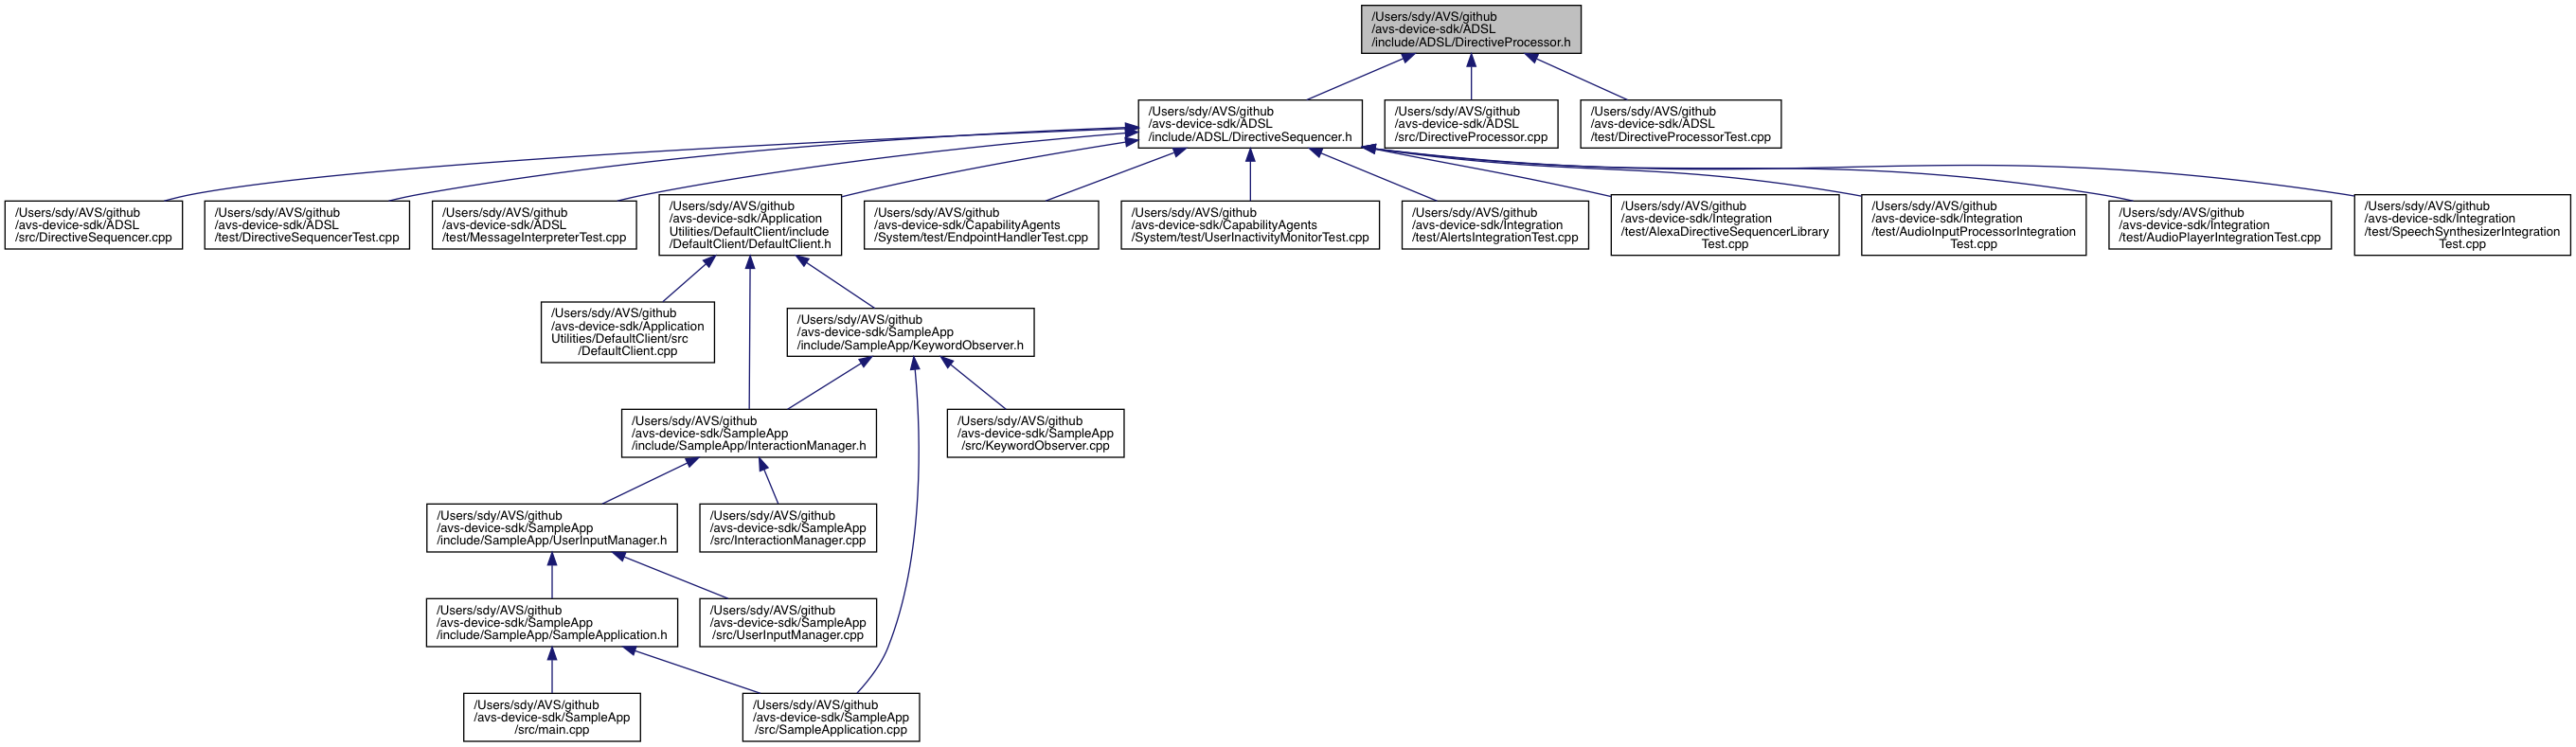 /Users/sdy/AVS/github
/avs-device-sdk/ADSL
/include/ADSL/DirectiveProcessor.h
/Users/sdy/AVS/github
/avs-device-sdk/ADSL
/include/ADSL/DirectiveSequencer.h
/Users/sdy/AVS/github
/avs-device-sdk/ADSL
/src/DirectiveProcessor.cpp
/Users/sdy/AVS/github
/avs-device-sdk/ADSL
/test/DirectiveProcessorTest.cpp
/Users/sdy/AVS/github
/avs-device-sdk/ADSL
/src/DirectiveSequencer.cpp
/Users/sdy/AVS/github
/avs-device-sdk/ADSL
/test/DirectiveSequencerTest.cpp
/Users/sdy/AVS/github
/avs-device-sdk/ADSL
/test/MessageInterpreterTest.cpp
/Users/sdy/AVS/github
/avs-device-sdk/Application
Utilities/DefaultClient/include
/DefaultClient/DefaultClient.h
/Users/sdy/AVS/github
/avs-device-sdk/CapabilityAgents
/System/test/EndpointHandlerTest.cpp
/Users/sdy/AVS/github
/avs-device-sdk/CapabilityAgents
/System/test/UserInactivityMonitorTest.cpp
/Users/sdy/AVS/github
/avs-device-sdk/Integration
/test/AlertsIntegrationTest.cpp
/Users/sdy/AVS/github
/avs-device-sdk/Integration
/test/AlexaDirectiveSequencerLibrary
Test.cpp
/Users/sdy/AVS/github
/avs-device-sdk/Integration
/test/AudioInputProcessorIntegration
Test.cpp
/Users/sdy/AVS/github
/avs-device-sdk/Integration
/test/AudioPlayerIntegrationTest.cpp
/Users/sdy/AVS/github
/avs-device-sdk/Integration
/test/SpeechSynthesizerIntegration
Test.cpp
/Users/sdy/AVS/github
/avs-device-sdk/Application
Utilities/DefaultClient/src
/DefaultClient.cpp
/Users/sdy/AVS/github
/avs-device-sdk/SampleApp
/include/SampleApp/KeywordObserver.h
/Users/sdy/AVS/github
/avs-device-sdk/SampleApp
/include/SampleApp/InteractionManager.h
/Users/sdy/AVS/github
/avs-device-sdk/SampleApp
/src/KeywordObserver.cpp
/Users/sdy/AVS/github
/avs-device-sdk/SampleApp
/include/SampleApp/UserInputManager.h
/Users/sdy/AVS/github
/avs-device-sdk/SampleApp
/src/InteractionManager.cpp
/Users/sdy/AVS/github
/avs-device-sdk/SampleApp
/include/SampleApp/SampleApplication.h
/Users/sdy/AVS/github
/avs-device-sdk/SampleApp
/src/UserInputManager.cpp
/Users/sdy/AVS/github
/avs-device-sdk/SampleApp
/src/main.cpp
/Users/sdy/AVS/github
/avs-device-sdk/SampleApp
/src/SampleApplication.cpp